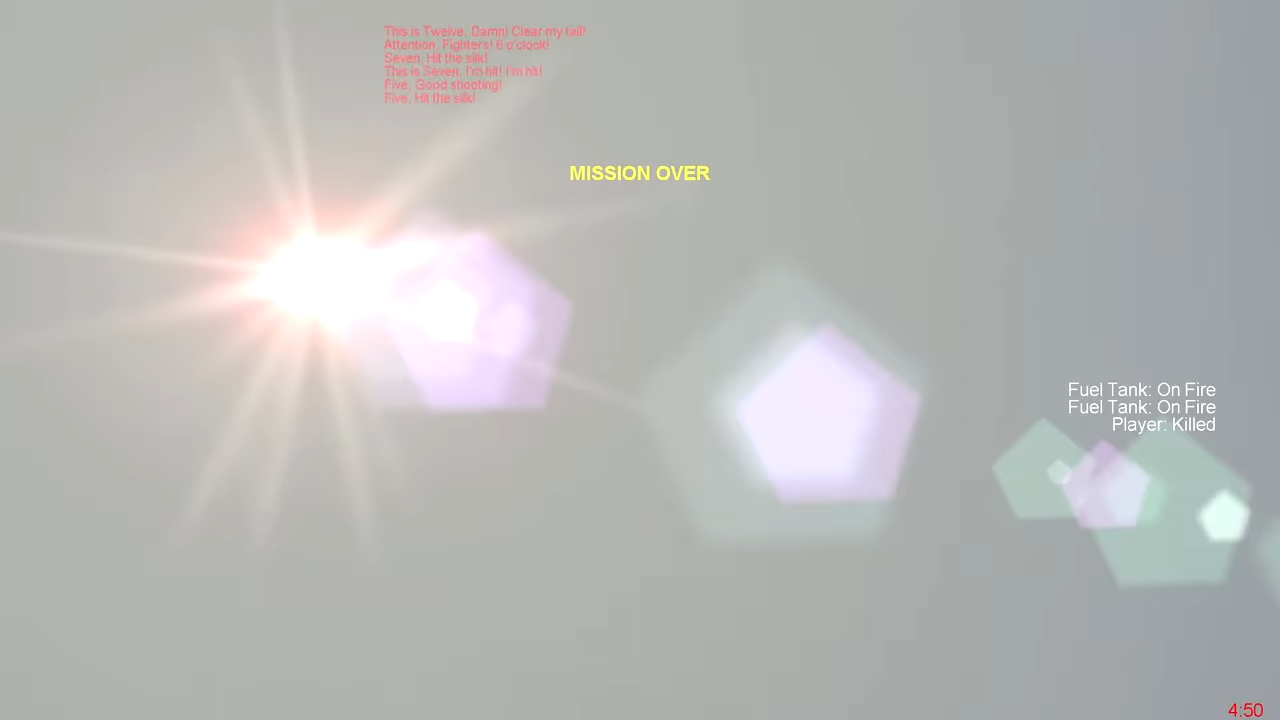 This is Twelve, Damn! Clear my tail!
Attention, Fighters! 6 o'clock!
Seven, Hit the silk!
This is Seven, I'm hit! I'm hit!
Five, Good shooting!
Five, Hit the silk!
MISSION OVER
Fuel Tank: On Fire
Fuel Tank: On Fire
Player: Killed
4:50